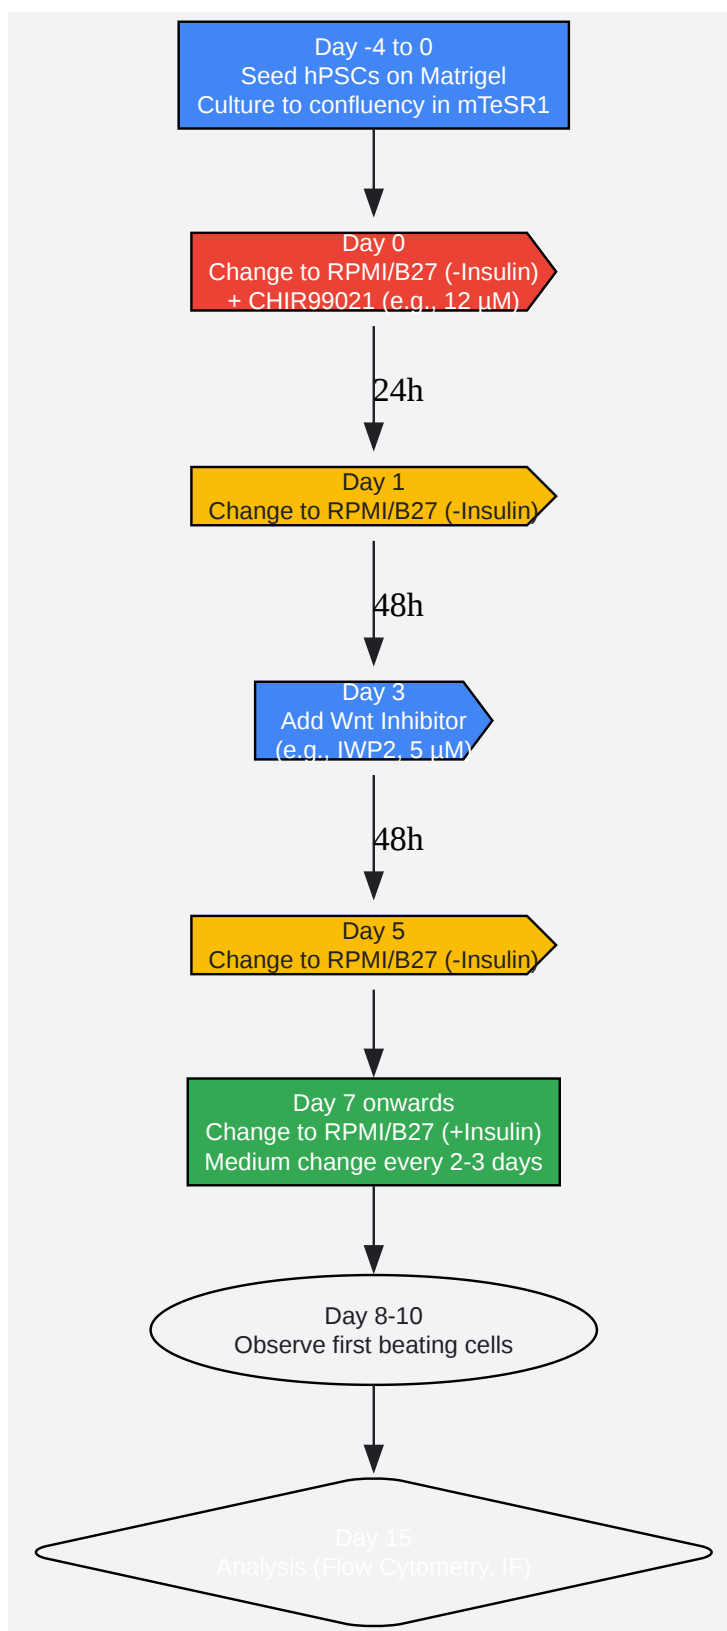 Day -4 to 0
Seed hPSCs on Matrigel
Culture to confluency in mTeSR1
Day 0
Change to RPMI/B27 (-Insulin)
+ CHIR99021 (e.g., 12 µM)
24h
Day 1
Change to RPMI/B27 (-Insulin)
48h
Day 3
Add Wnt Inhibitor
(e.g., IWP2, 5 µM)
48h
Day 5
Change to RPMI/B27 (-Insulin)
Day 7 onwards
Change to RPMI/B27 (+Insulin)
Medium change every 2-3 days
Day 8-10
Observe first beating cells
Day 15
Analysis (Flow Cytometry, IF)